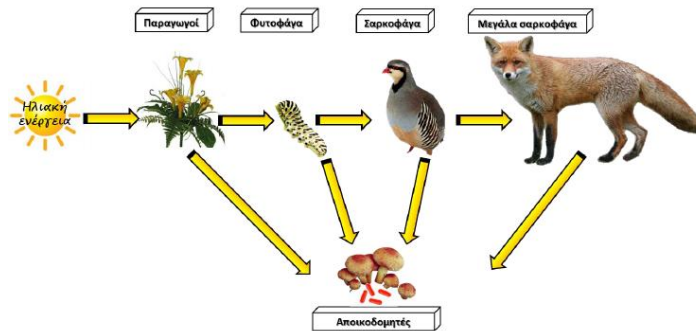 Παραγωγοί
Φυτοφάγα
Σαρκοφάγα
Μεγάλα σαρκοφάγα
Ηλιακή
ενέργεια
Αποικοδομητές